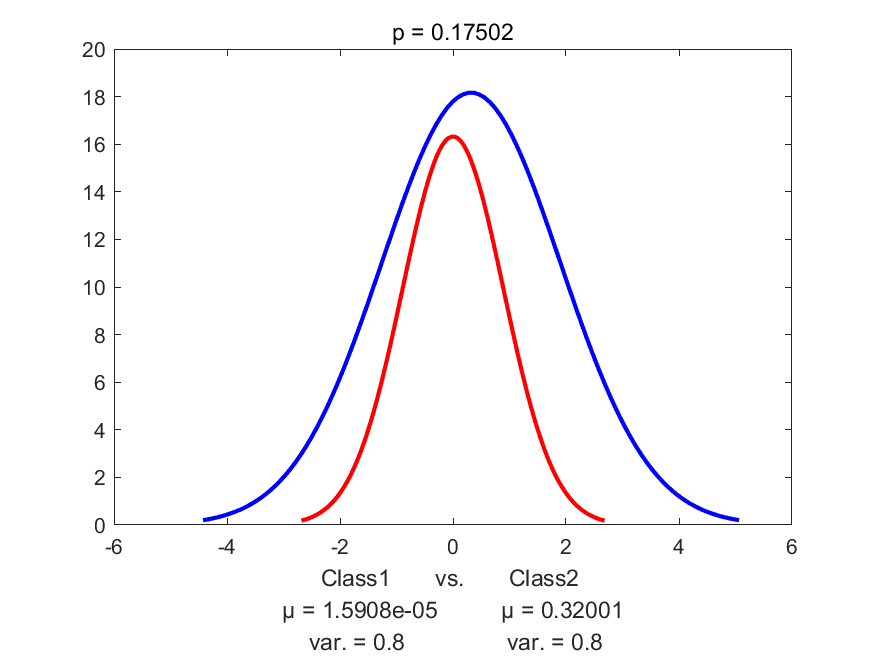 p = 0.17502
20
18
16
14
12
10
8
6
4
2
0
-6 -4 -2 0 2 4 6
Class1 vs. Class2
μ = 1.5908e-05 μ = 0.32001
var. = 0.8 var. = 0.8